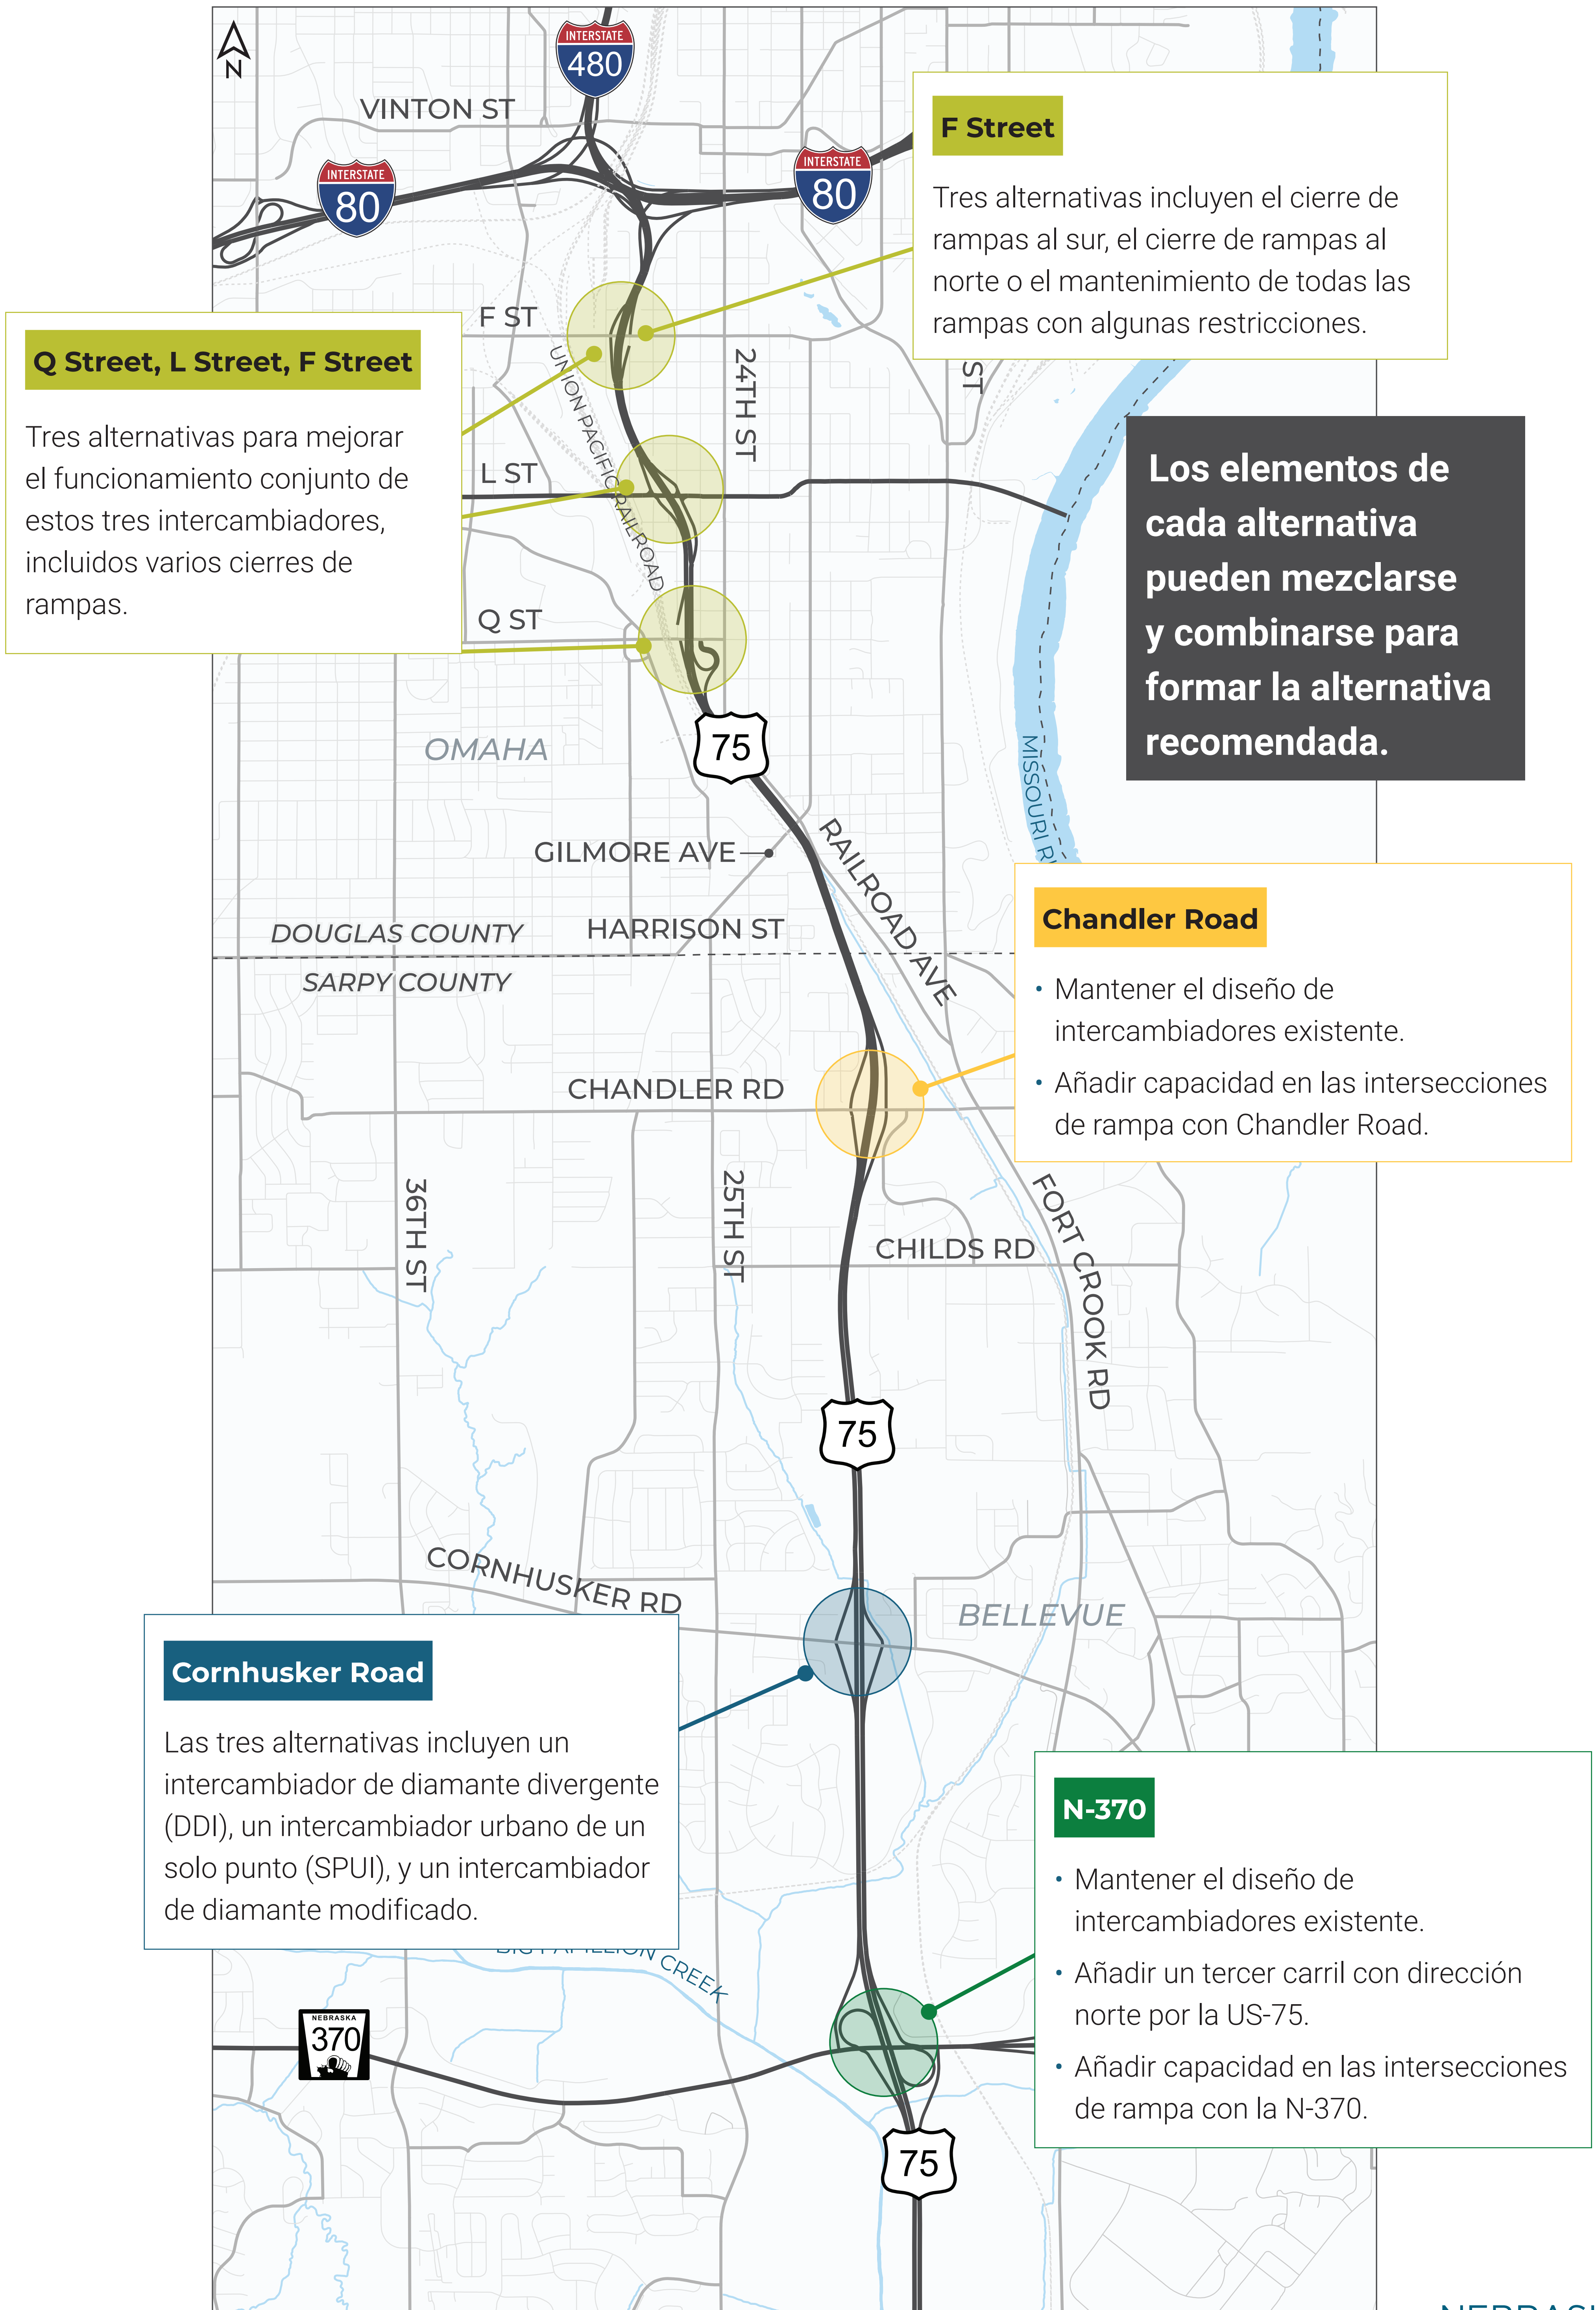 N
INTERSTATE
480
VINTON ST
INTERSTATE
80
INTERSTATE
80
F Street
Tres alternativas incluyen el cierre de
rampas al sur, el cierre de rampas al
norte o el mantenimiento de todas las
rampas con algunas restricciones.
Q Street, L Street, F Street
Tres alternativas para mejorar
el funcionamiento conjunto de
estos tres intercambiadores,
incluidos varios cierres de
rampas.
F ST
UNION PACIFIC RAILROAD
24TH ST
ST
L ST
Q ST
Los elementos de
cada alternativa
pueden mezclarse
y combinarse para
formar la alternativa
recomendada.
OMAHA
75
MISSOURI
GILMORE AVE
RAILROAD AVE
DOUGLAS COUNTY
HARRISON ST
SARPY COUNTY
Chandler Road
• Mantener el diseño de
intercambiadores existente.
• Añadir capacidad en las intersecciones
de rampa con Chandler Road.
CHANDLER RD
36TH ST
25TH ST
FORT CROOK RD
CHILDS RD
75
CORNHUSKER RD
BELLEVUE
Cornhusker Road
Las tres alternativas incluyen un
intercambiador de diamante divergente
(DDI), un intercambiador urbano de un
solo punto (SPUI), y un intercambiador
de diamante modificado.
CREEK
N-370
• Mantener el diseño de
intercambiadores existente.
• Añadir un tercer carril con dirección
norte por la US-75.
• Añadir capacidad en las intersecciones
de rampa con la N-370.
NEBRASKA
370
75